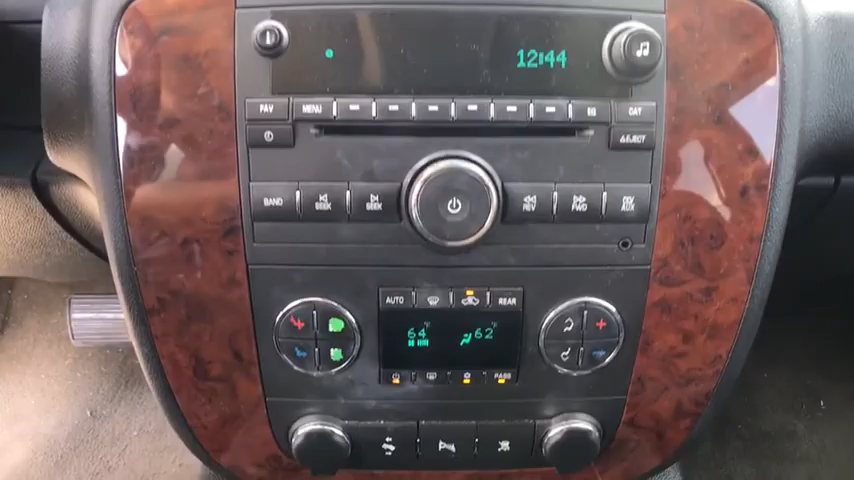 12:44
FAV MENU EQ CAT
EJECT
BAND SEEK SEEK REV FWD CD/ AUX
AUTO REAR
64°F 62°F
PASS